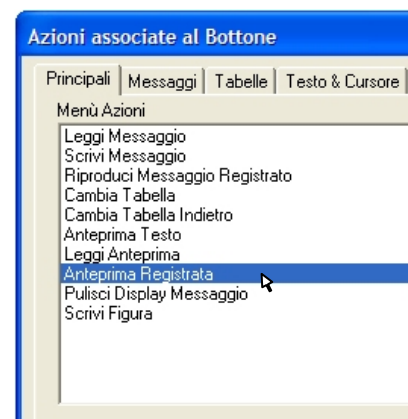 Azioni associate al Bottone
Principali Messaggi Tabelle Testo & Cursore
Menù Azioni
Leggi Messaggio
Scrivi Messaggio
Riproduci Messaggio Registrato
Cambia Tabella
Cambia Tabella Indietro
Anteprima Testo
Leggi Anteprima
Anteprima Registrata
Pulisci Display Messaggio
Scrivi Figura